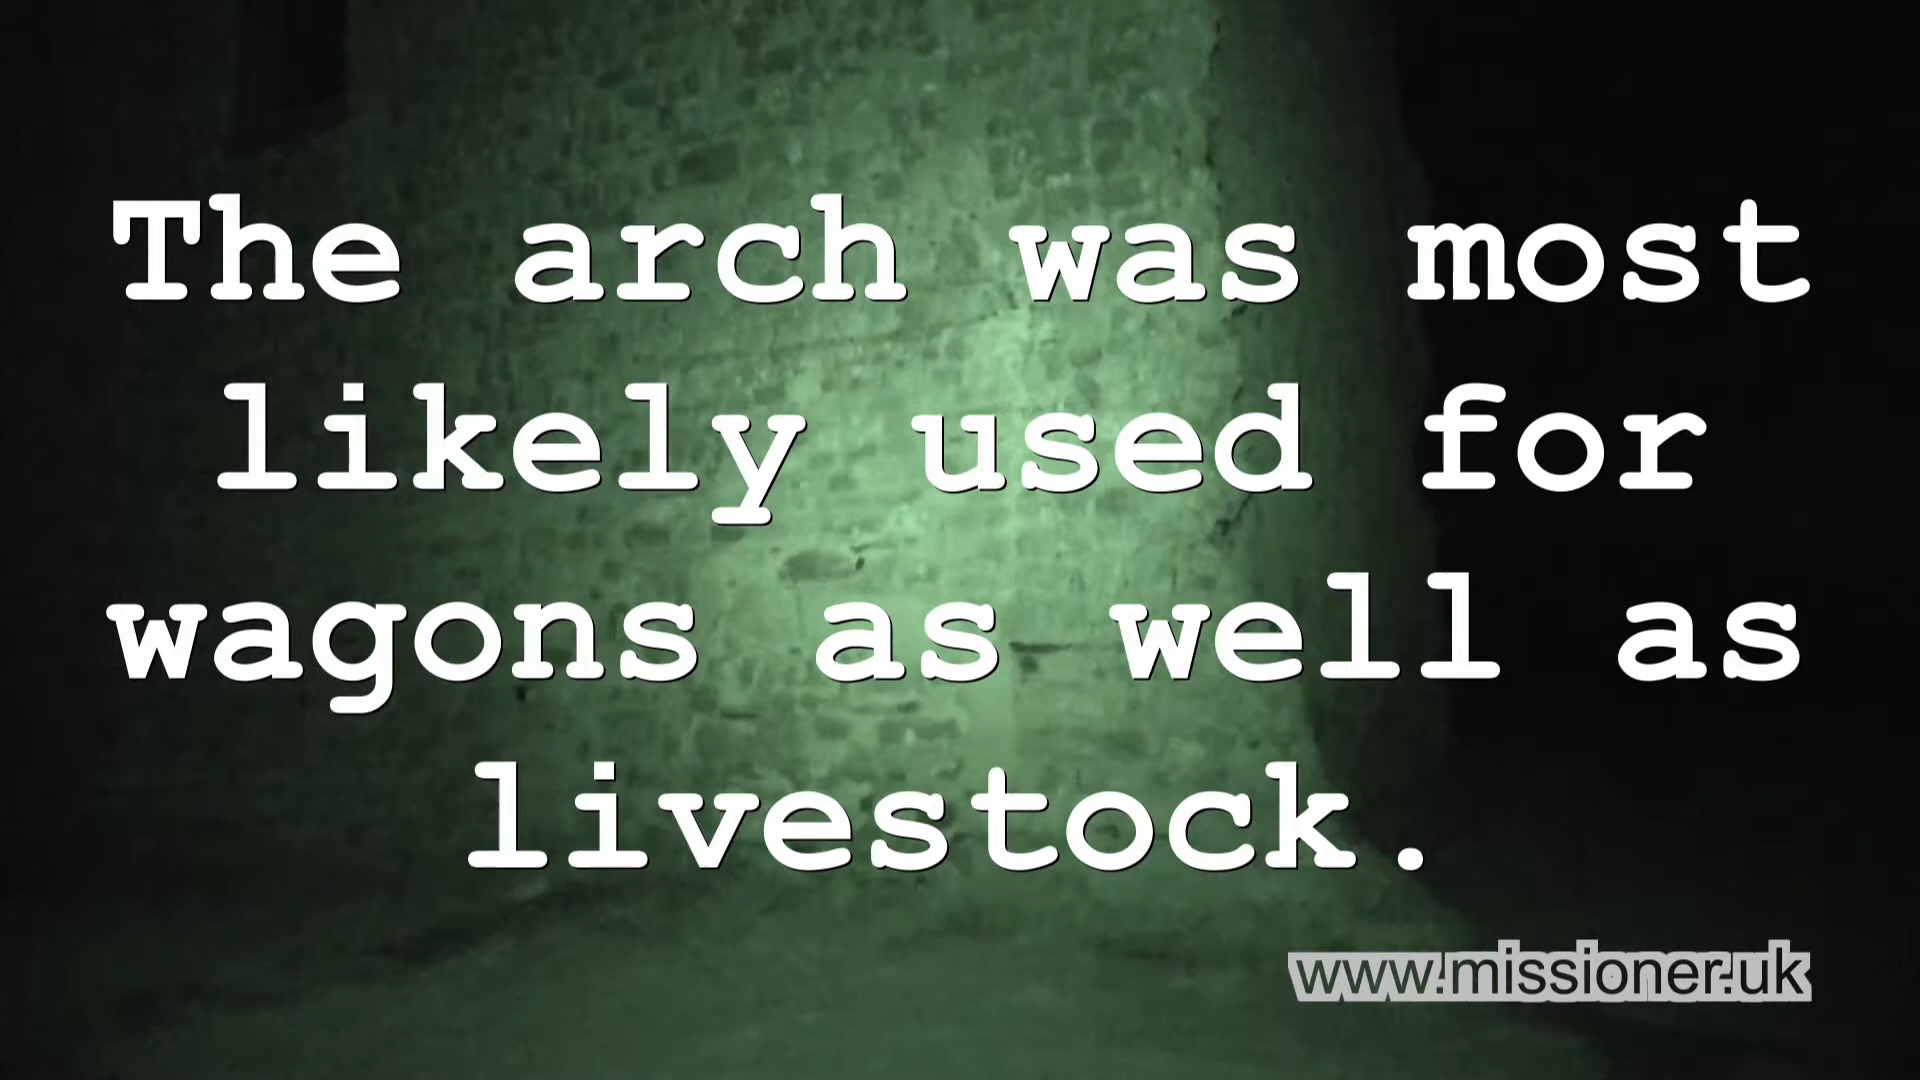 The arch was most
likely used for
wagons as well as
livestock.
www.missioner.uk